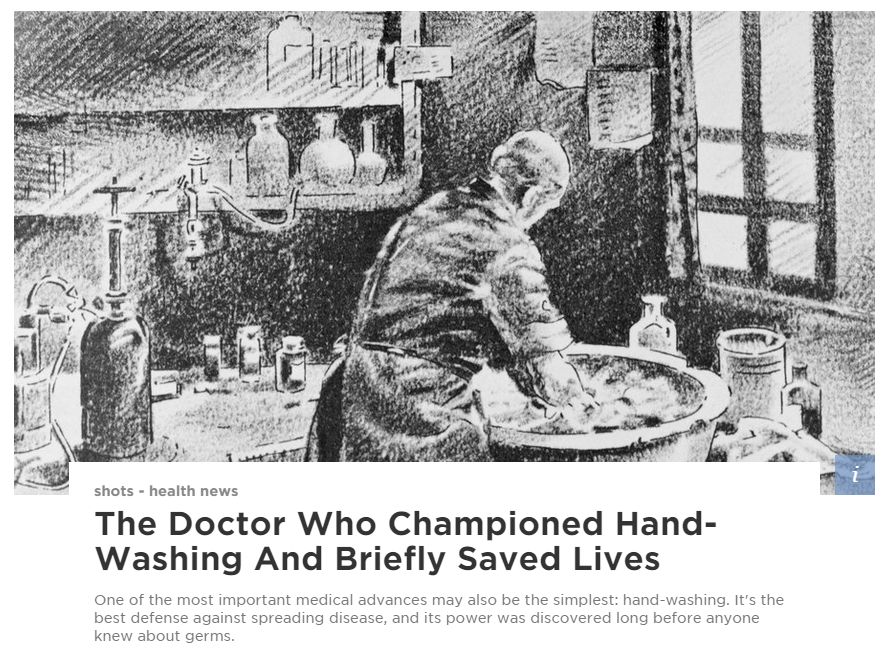 i
shots - health news
The Doctor Who Championed Hand-
Washing And Briefly Saved Lives
One of the most important medical advances may also be the simplest: hand-washing. It's the
best defense against spreading disease, and its power was discovered long before anyone
knew about germs.